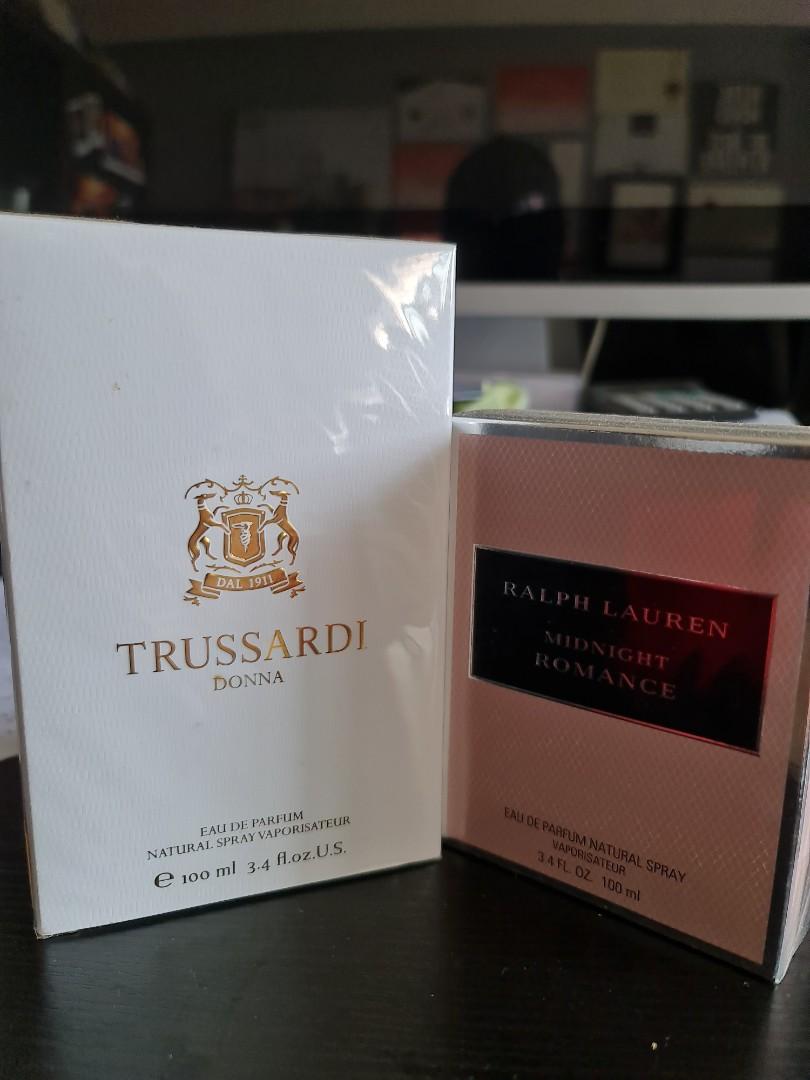 DAL 1911
TRUSSARDI
DONNA
EAU DE PARFUM
NATURAL SPRAY VAPORISATEUR
e 100 ml 3.4 fl.oz.U.S.
RALPH LAUREN
MIDNIGHT
ROMANCE
EAU DE PARFUM NATURAL SPRAY
VAPORISATEUR
3.4 FL. OZ. 100 ml